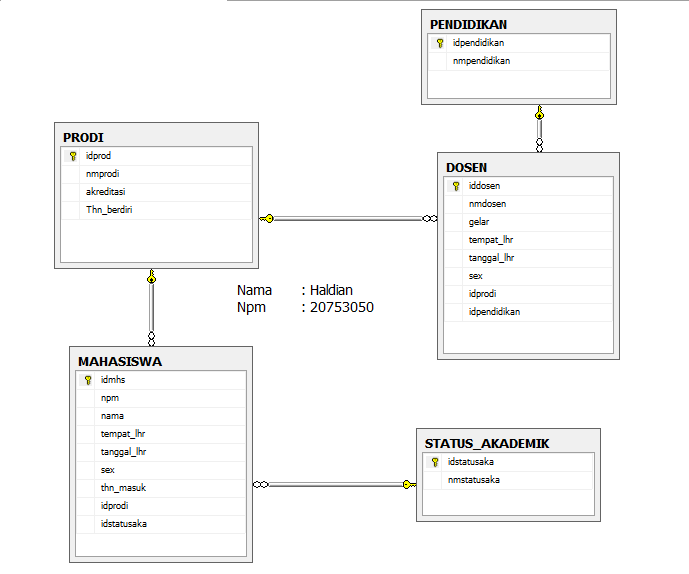 PENDIDIKAN
idpendidikan
nmpendidikan
PRODI
idprod
nmprodi
akreditasi
Thn_berdiri
DOSEN
iddosen
nmdosen
gelar
tempat_lhr
tanggal_lhr
sex
idprodi
idpendidikan
Nama : Haldian
Npm : 20753050
MAHASISWA
idmhs
npm
nama
tempat_lhr
tanggal_lhr
sex
thn_masuk
idprodi
idstatusaka
STATUS_AKADEMIK
idstatusaka
nmstatusaka